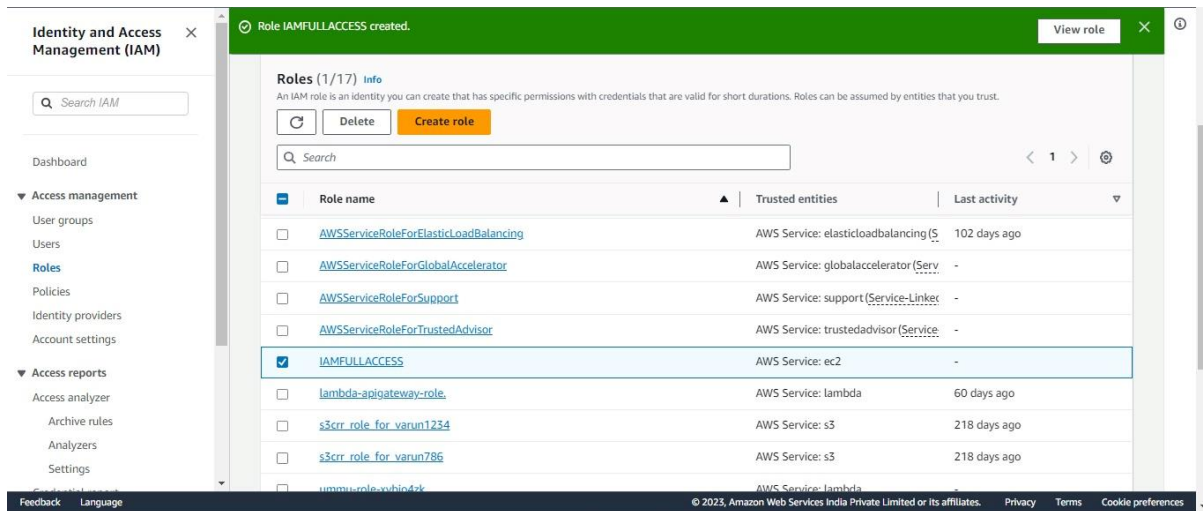 Identity and Access
Management (IAM)
Search IAM
Dashboard
Access management
User groups
Users
Roles
Policies
Identity providers
Account settings
Access reports
Access analyzer
Archive rules
Analyzers
Settings
Role IAMFULLACCESS created.
View role
Roles (1/17) Info
An IAM role is an identity you can create that has specific permissions with credentials that are valid for short durations. Roles can be assumed by entities that you trust.
Delete Create role
Search
1
Role name Trusted entities Last activity
AWSServiceRoleForElasticLoadBalancing AWS Service: elasticloadbalancing (S 102 days ago
AWSServiceRoleForGlobalAccelerator AWS Service: globalaccelerator (Serv -
AWSServiceRoleForSupport AWS Service: support (Service-Linkec -
AWSServiceRoleForTrustedAdvisor AWS Service: trustedadvisor (Service- -
IAMFULLACCESS AWS Service: ec2 -
lambda-apigateway-role. AWS Service: lambda 60 days ago
s3crr_role_for_varun1234 AWS Service: s3 218 days ago
s3crr_role_for_varun786 AWS Service: s3 218 days ago
AWS Service: lambda -
Feedback Language © 2023, Amazon Web Services India Private Limited or its affiliates. Privacy Terms Cookie preferences